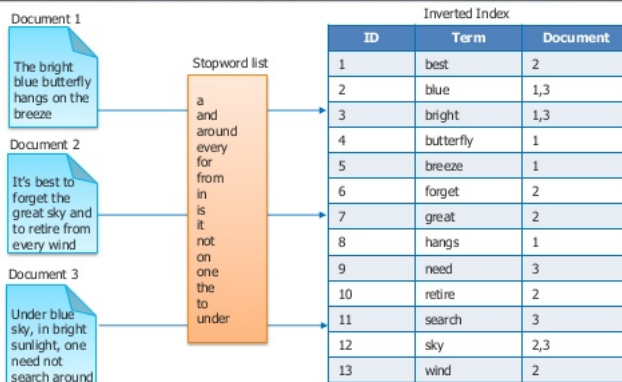 Document 1
The bright
blue butterfly
hangs on the
breeze
Document 2
It's best to
forget the
great sky and
to retire from
every wind
Document 3
Under blue
sky, in bright
sunlight, one
need not
search around
Stopword list
a
and
around
every
for
from
in
is
it
not
on
one
the
to
under
Inverted Index
ID Term Document
1 best 2
2 blue 1,3
3 bright 1,3
4 butterfly 1
5 breeze 1
6 forget 2
7 great 2
8 hangs 1
9 need 3
10 retire 2
11 search 3
12 sky 2,3
13 wind 2